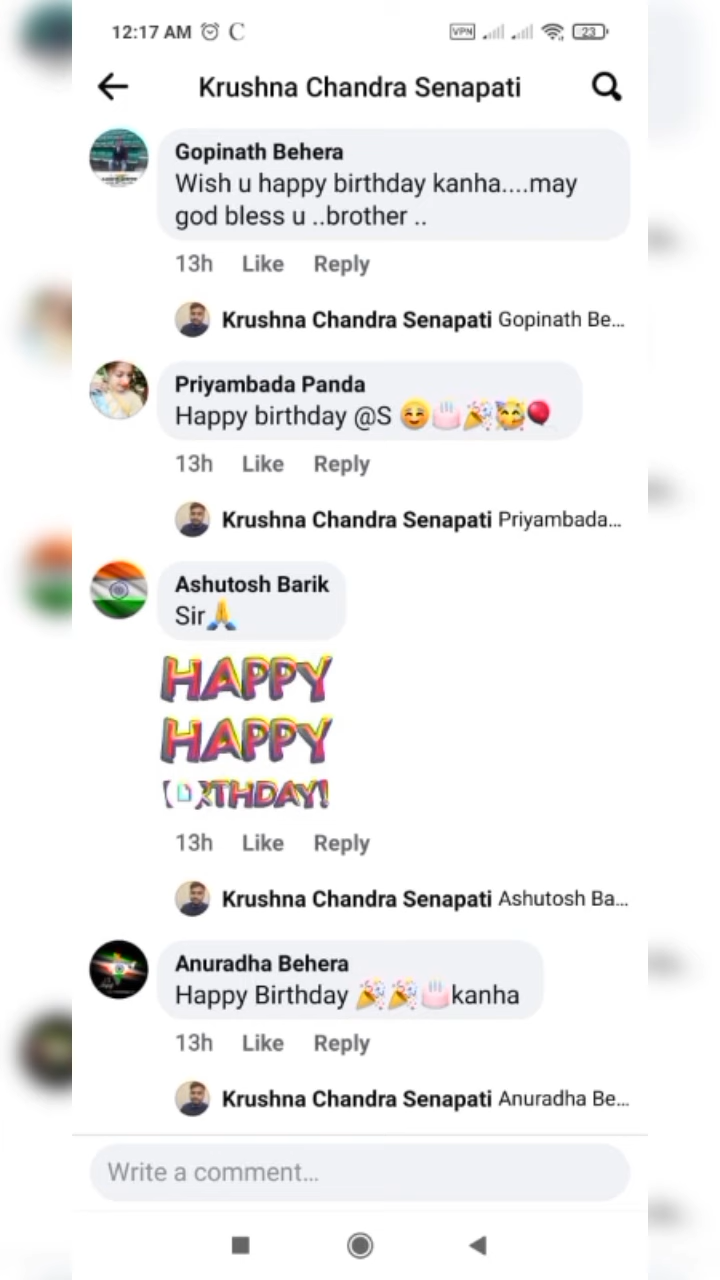 12:17 AM
VPN
23
Krushna Chandra Senapati
Gopinath Behera
Wish u happy birthday kanha....may
god bless u ..brother ..
13h Like Reply
Krushna Chandra Senapati Gopinath Be...
Priyambada Panda
Happy birthday @S ☺️🎂🎉🥳🎈
13h Like Reply
Krushna Chandra Senapati Priyambada...
Ashutosh Barik
Sir🙏
HAPPY
HAPPY
13h Like Reply
Krushna Chandra Senapati Ashutosh Ba...
Anuradha Behera
Happy Birthday 🎉🎉🎂kanha
13h Like Reply
Krushna Chandra Senapati Anuradha Be...
Write a comment...